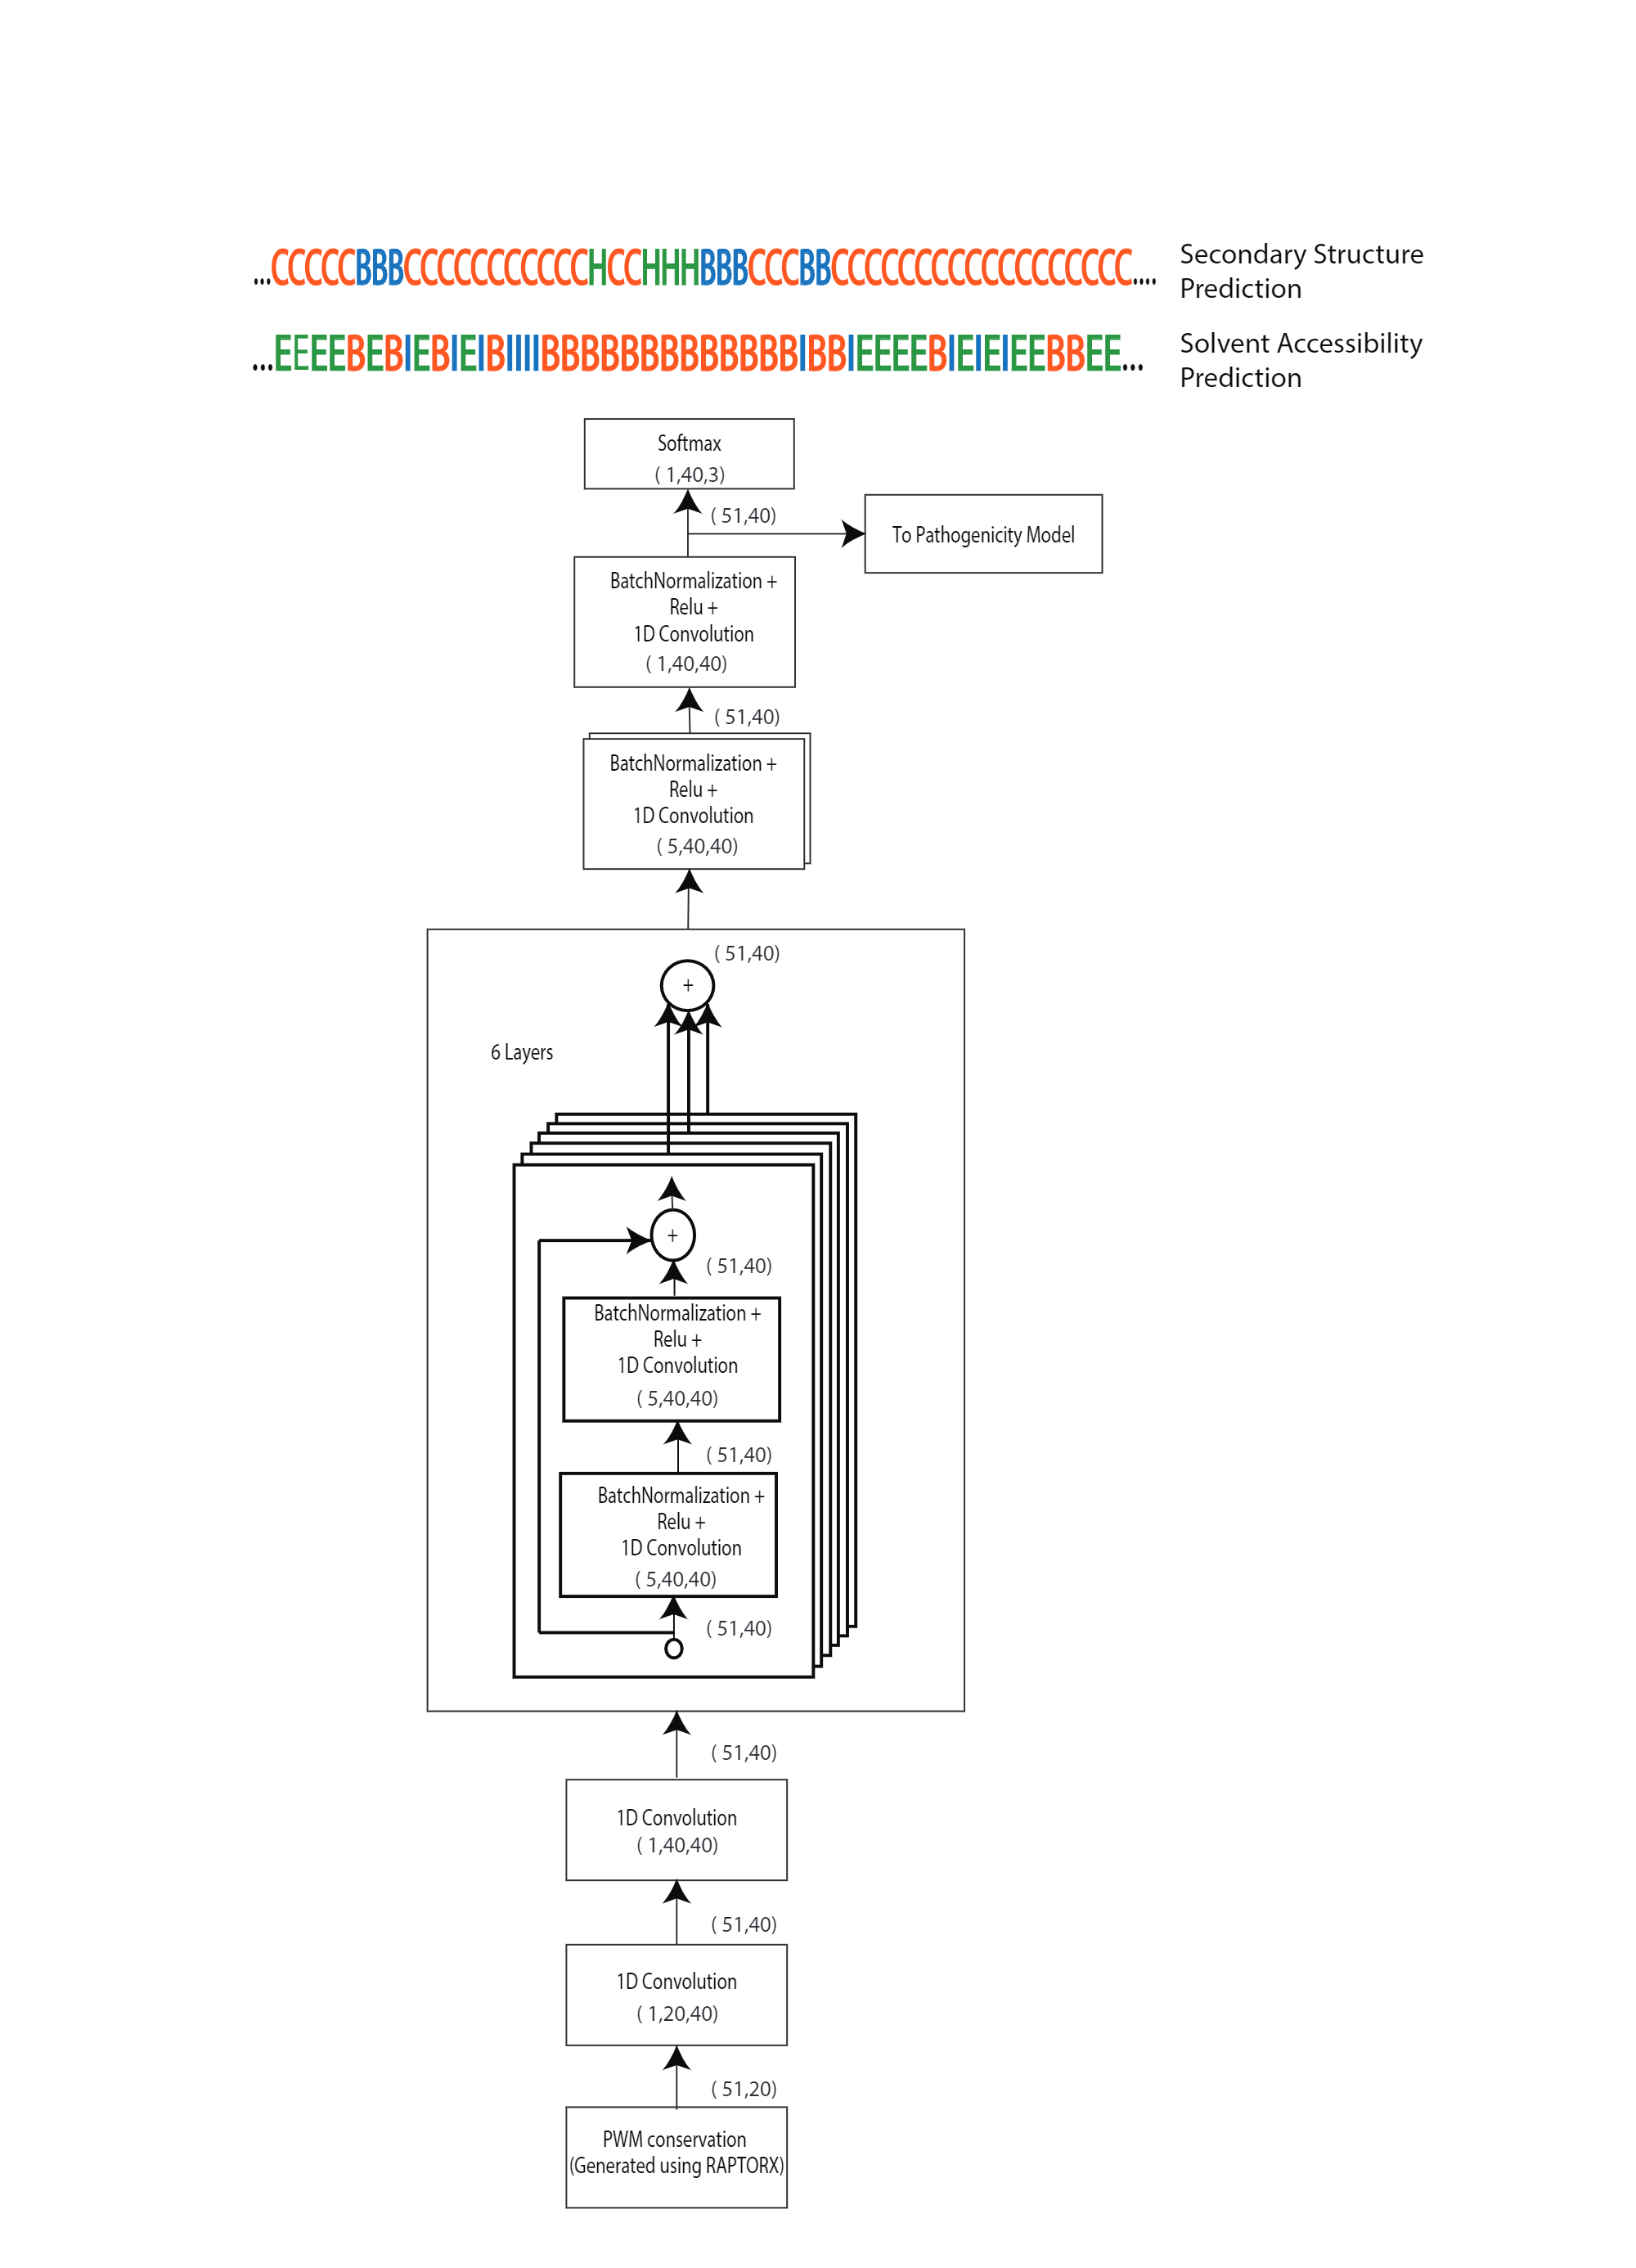 ...CCCCCBBBCCCCCCCCCCCHCCHHHBBBCCCBBCCCCCCCCCCCCCCCCCC....
Secondary Structure
Prediction
...EEEEBEBIEBIEIBIIIIBBBBBBBBBBBBBIBBIEEEEBIEIEIEEBBEE...
Solvent Accessibility
Prediction
Softmax
( 1,40,3)
( 51,40)
To Pathogenicity Model
BatchNormalization +
Relu +
1D Convolution
( 1,40,40)
( 51,40)
BatchNormalization +
Relu +
1D Convolution
( 5,40,40)
( 51,40)
+
6 Layers
+
( 51,40)
BatchNormalization +
Relu +
1D Convolution
( 5,40,40)
( 51,40)
BatchNormalization +
Relu +
1D Convolution
( 5,40,40)
( 51,40)
( 51,40)
1D Convolution
( 1,40,40)
( 51,40)
1D Convolution
( 1,20,40)
( 51,20)
PWM conservation
(Generated using RAPTORX)